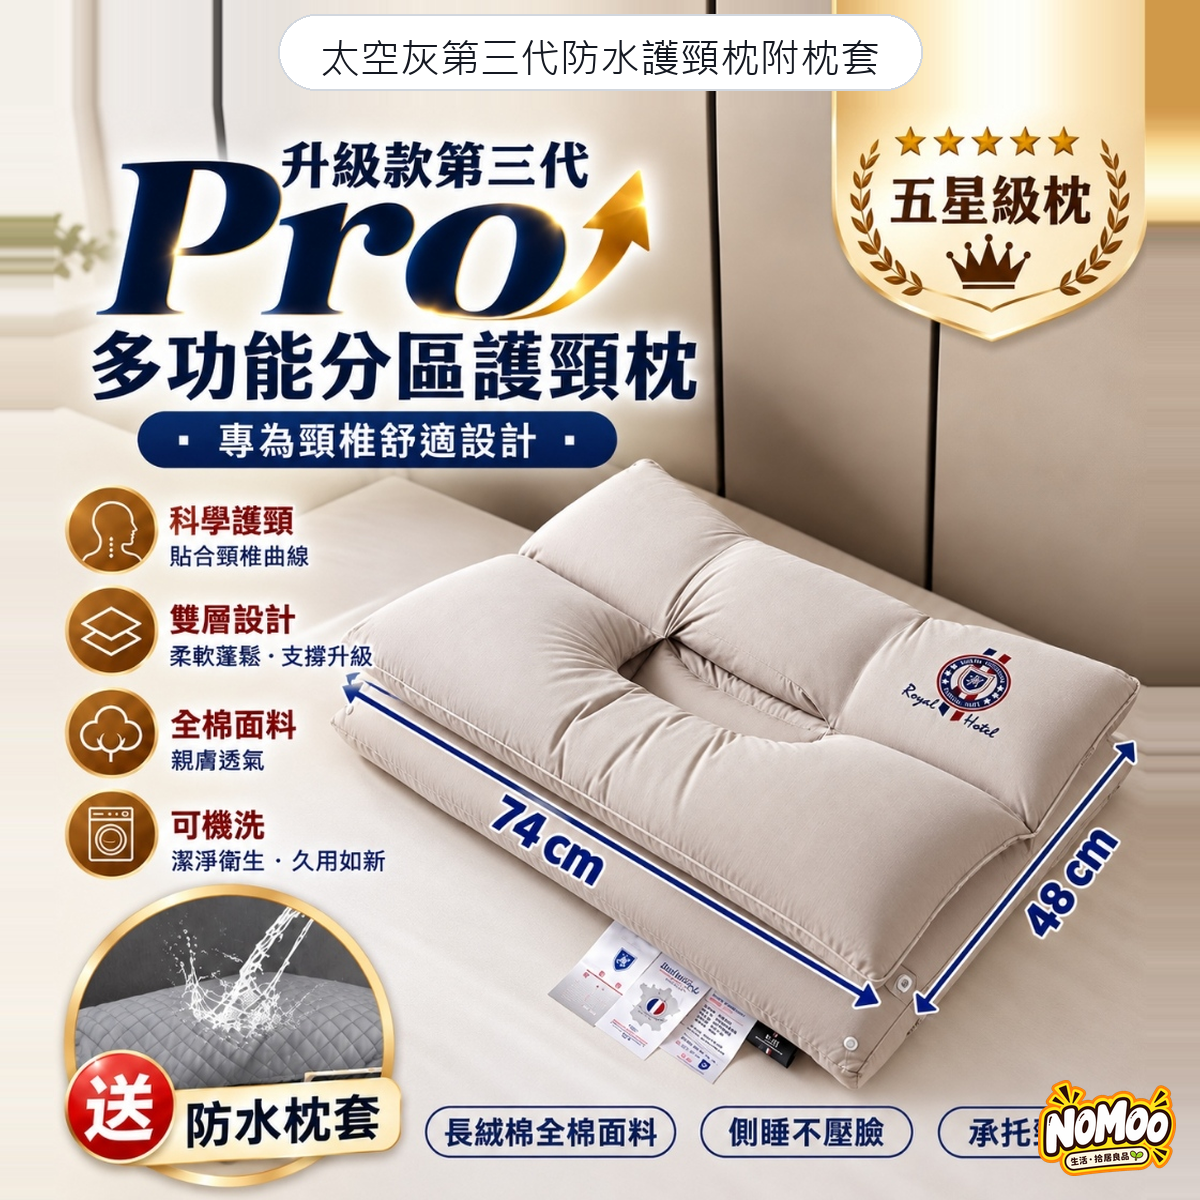 太空灰第三代防水護頸枕附枕套
升級款第三代
Pro
多功能分區護頸枕
· 專為頸椎舒適設計 ·
五星級枕
科學護頸
貼合頸椎曲線
雙層設計
柔軟蓬鬆·支撐升級
全棉面料
親膚透氣
可機洗
潔淨衛生·久用如新
Royal Hotel
74cm
48cm
送
防水枕套
長絨棉全棉面料
側睡不壓臉
承托
NOMOO
生活·拾居良品